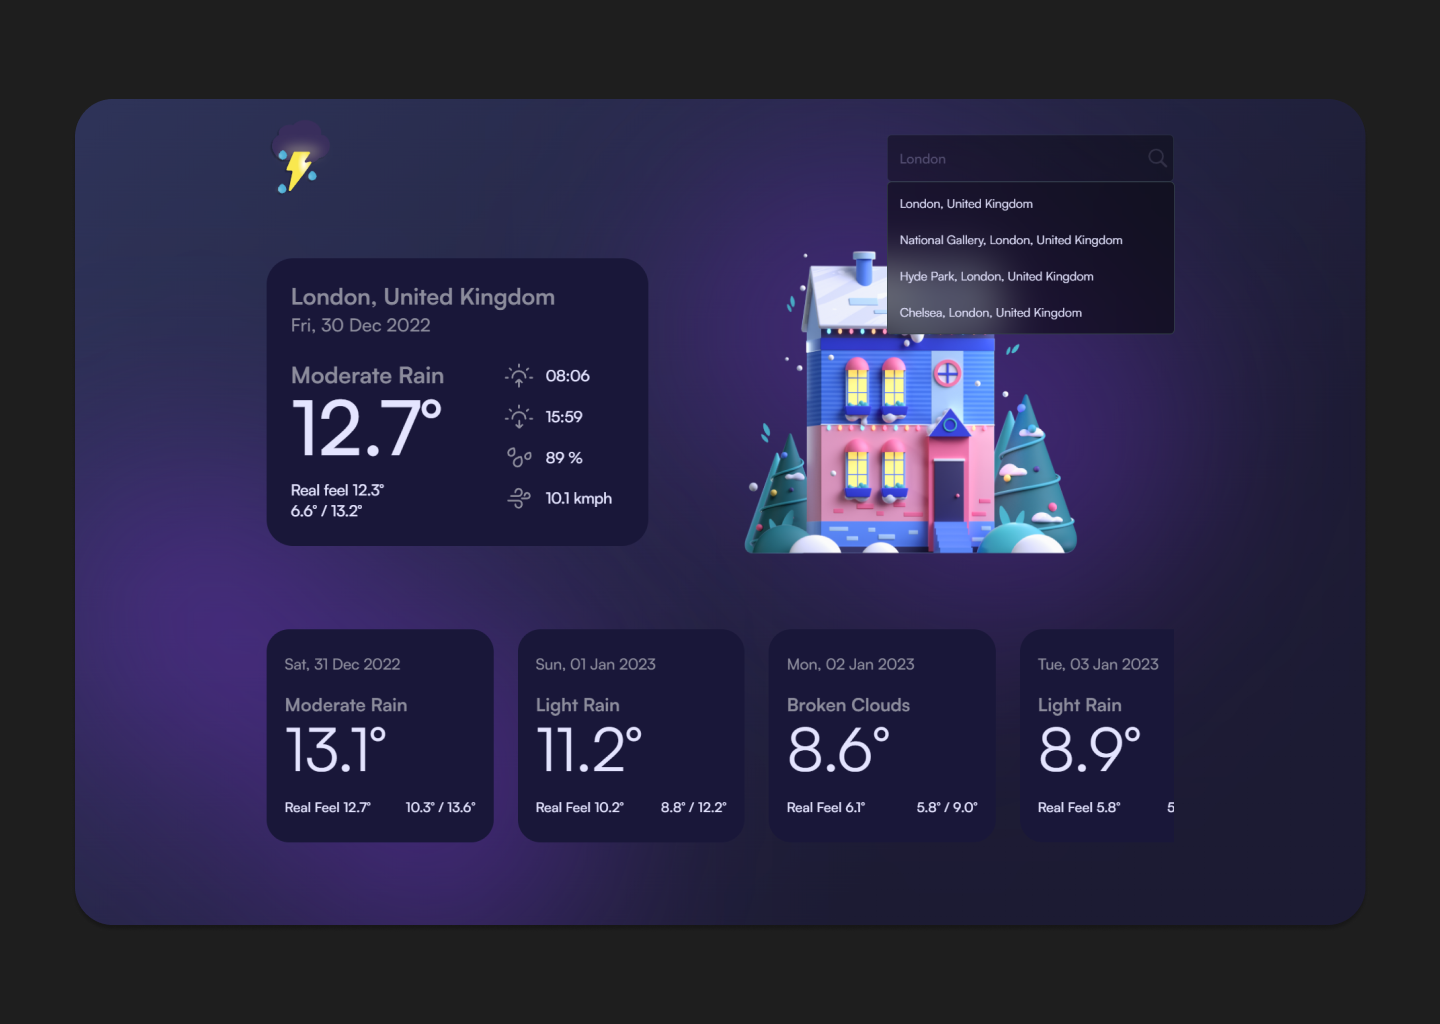 London
London, United Kingdom
National Gallery, London, United Kingdom
Hyde Park, London, United Kingdom
Chelsea, London, United Kingdom
London, United Kingdom
Fri, 30 Dec 2022
Moderate Rain
12.7°
Real feel 12.3°
6.6° / 13.2°
08:06
15:59
89 %
10.1 kmph
Sat, 31 Dec 2022
Moderate Rain
13.1°
Real Feel 12.7° 10.3° / 13.6°
Sun, 01 Jan 2023
Light Rain
11.2°
Real Feel 10.2° 8.8° / 12.2°
Mon, 02 Jan 2023
Broken Clouds
8.6°
Real Feel 6.1° 5.8° / 9.0°
Tue, 03 Jan 2023
Light Rain
8.9°
Real Feel 5.8° 5